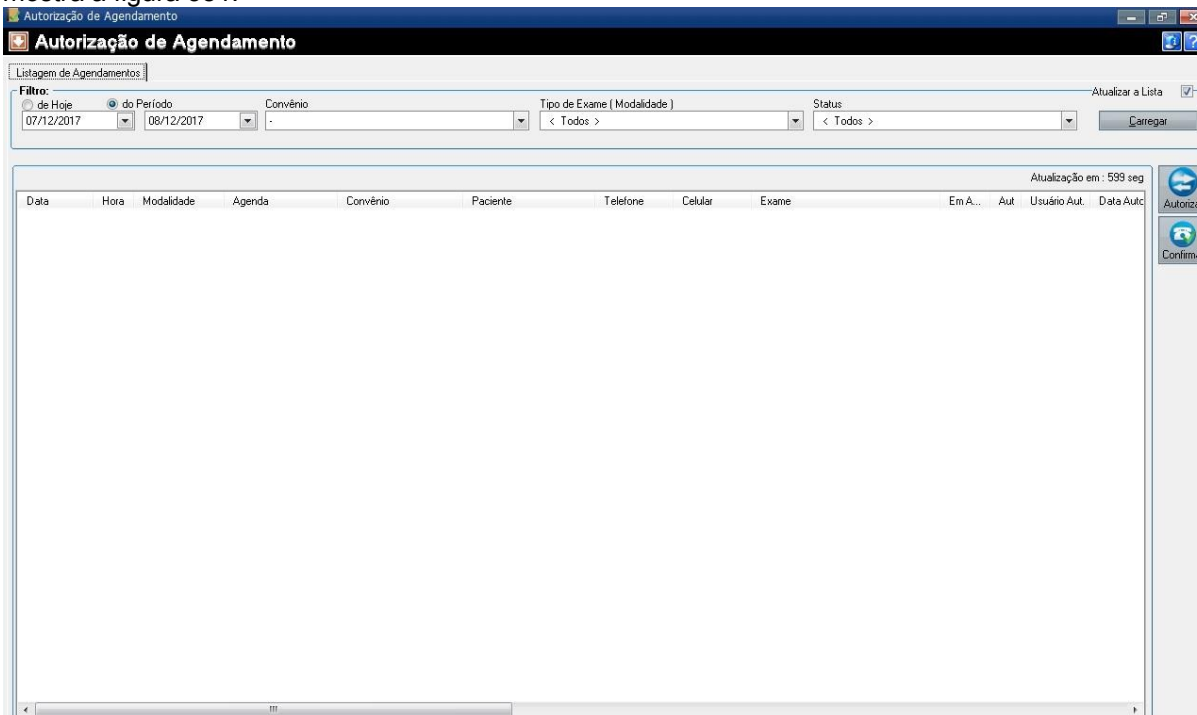 Autorização de Agendamento
Autorização de Agendamento
Listagem de Agendamentos
Filtro:
Atualizar a Lista
de Hoje do Período Convênio Tipo de Exame ( Modalidade ) Status
07/12/2017 08/12/2017 - < Todos > < Todos > Carregar
Atualização em : 599 seg
Data Hora Modalidade Agenda Convênio Paciente Telefone Celular Exame Em A... Aut Usuário Aut. Data Auto
Autoriza
Confirma